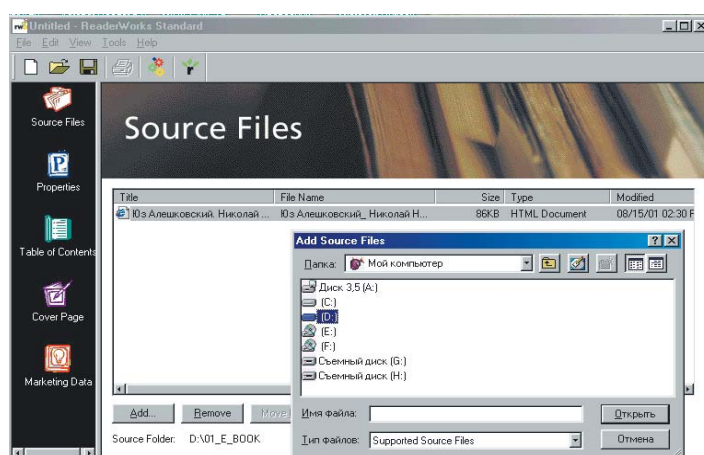 Untitled - ReaderWorks Standard
File Edit View Tools Help
Source Files
Source Files
Properties
Table of Contents
Cover Page
Marketing Data
Title File Name Size Type Modified
Юз Алешковский. Николай ... Юз Алешковский_ Николай Н... 86KB HTML Document 08/15/01 02:30 P
Add Source Files
Папка: Мой компьютер
Диск 3,5 (A:)
(C:)
(D:)
(E:)
(F:)
Съемный диск (G:)
Съемный диск (H:)
Имя файла: Открыть
Тип файлов: Supported Source Files Отмена
Add... Remove Move
Source Folder: D:\01_E_BOOK